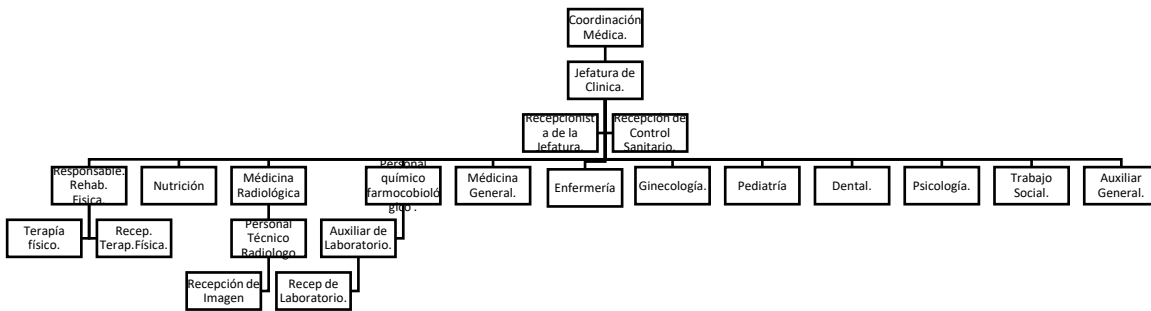 Coordinación
Médica.
Jefatura de
Clinica.
Recepcionist
a de la
Jefatura.
Recepción de
Control
Sanitario.
Responsable.
Rehab.
Fisica.
Nutrición
Médicina
Radiológica
Personal
químico
farmocobioló
gico .
Médicina
General.
Enfermería
Ginecología.
Pediatría
Dental.
Psicología.
Trabajo
Social.
Auxiliar
General.
Terapía
físico.
Recep.
Terap.Física.
Personal
Técnico
Radiologo
Auxiliar de
Laboratorio.
Recepción de
Imagen
Recep de
Laboratorio.